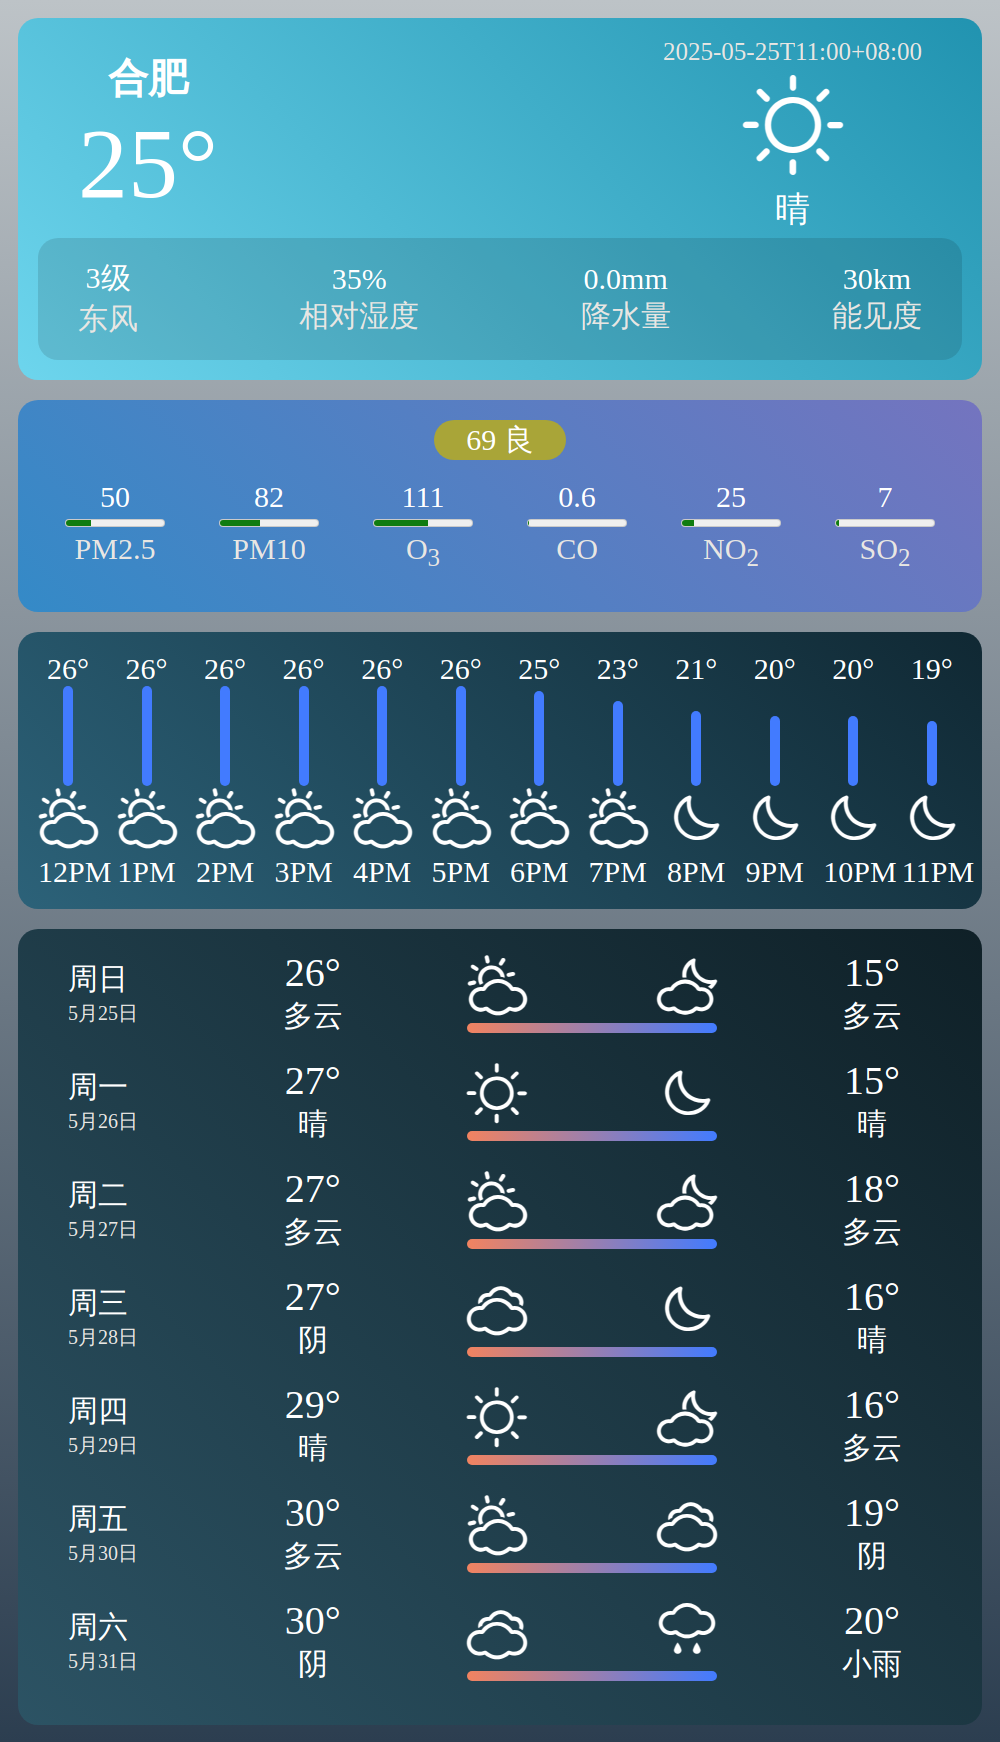 合肥
2025-05-25T11:00+08:00
25°
晴
3级 35% 0.0mm 30km
东风 相对湿度 降水量 能见度
69 良
50 82 111 0.6 25 7
PM2.5 PM10 O3 CO NO2 SO2
26° 26° 26° 26° 26° 26° 25° 23° 21° 20° 20° 19°
12PM 1PM 2PM 3PM 4PM 5PM 6PM 7PM 8PM 9PM 10PM 11PM
周日 26° 15°
5月25日 多云 多云
周一 27° 15°
5月26日 晴 晴
周二 27° 18°
5月27日 多云 多云
周三 27° 16°
5月28日 阴 晴
周四 29° 16°
5月29日 晴 多云
周五 30° 19°
5月30日 多云 阴
周六 30° 20°
5月31日 阴 小雨